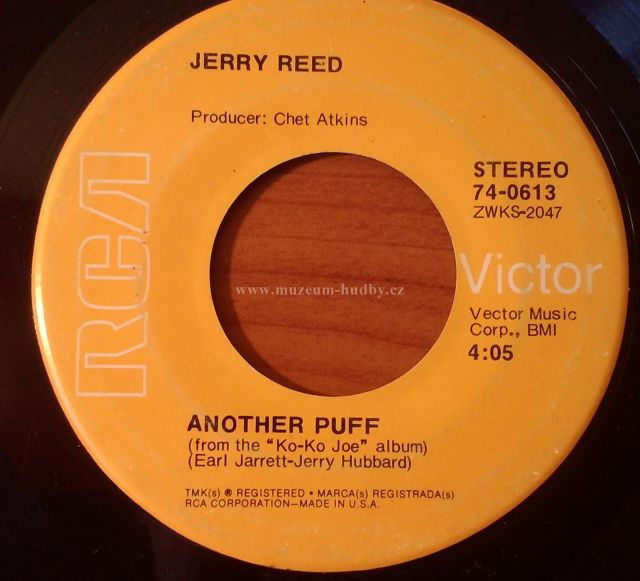 JERRY REED
Producer: Chet Atkins
RCA
STEREO
74-0613
ZWKS-2047
www.muzeum-hudby.cz
Victor
Vector Music
Corp., BMI
4:05
ANOTHER PUFF
(from the "Ko-Ko Joe" album)
(Earl Jarrett-Jerry Hubbard)
TMK(s) ® REGISTERED • MARCA(s) REGISTRADA(s)
RCA CORPORATION—MADE IN U.S.A.